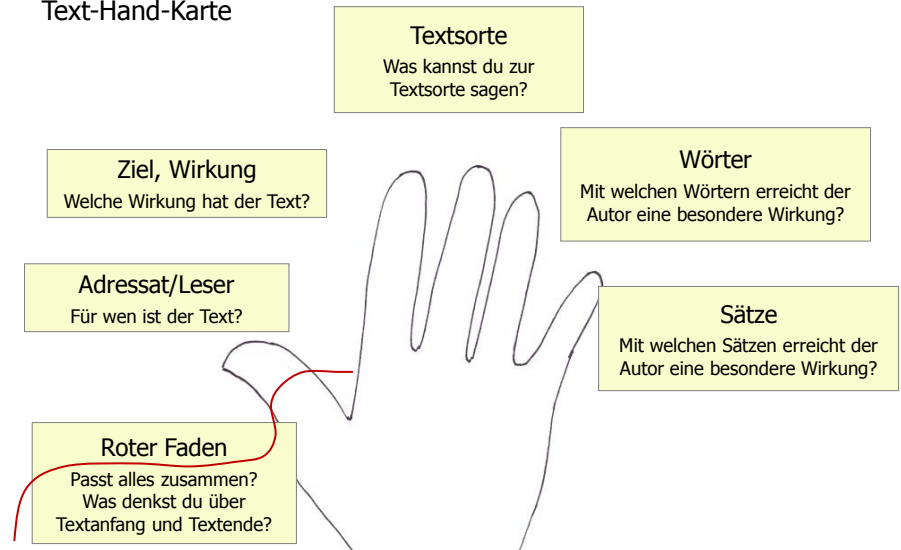 Text-Hand-Karte
Textsorte
Was kannst du zur
Textsorte sagen?
Ziel, Wirkung
Welche Wirkung hat der Text?
Wörter
Mit welchen Wörtern erreicht der
Autor eine besondere Wirkung?
Adressat/Leser
Für wen ist der Text?
Sätze
Mit welchen Sätzen erreicht der
Autor eine besondere Wirkung?
Roter Faden
Passt alles zusammen?
Was denkst du über
Textanfang und Textende?